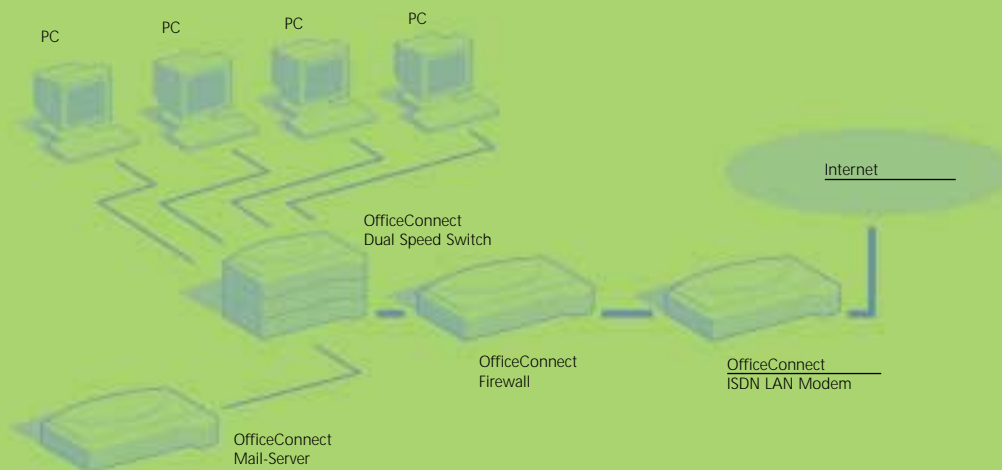 PC
PC
PC
PC
Internet
OfficeConnect
Dual Speed Switch
OfficeConnect
Firewall
OfficeConnect
ISDN LAN Modem
OfficeConnect
Mail-Server